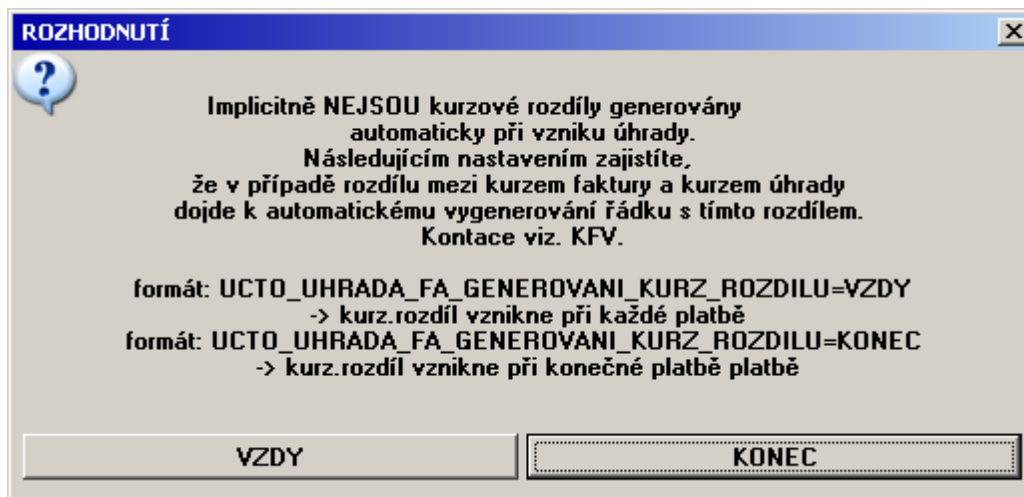 ROZHODNUTÍ
Implicitně NEJSOU kurzové rozdíly generovány
automaticky při vzniku úhrady.
Následujícím nastavením zajistíte,
že v případě rozdílu mezi kurzem faktury a kurzem úhrady
dojde k automatickému vygenerování řádku s tímto rozdílem.
Kontace viz. KFV.
formát: UCTO_UHRADA_FA_GENEROVANI_KURZ_ROZDILU=VZDY
-> kurz.rozdíl vznikne při každé platbě
formát: UCTO_UHRADA_FA_GENEROVANI_KURZ_ROZDILU=KONEC
-> kurz.rozdíl vznikne při konečné platbě platbě
VZDY
KONEC